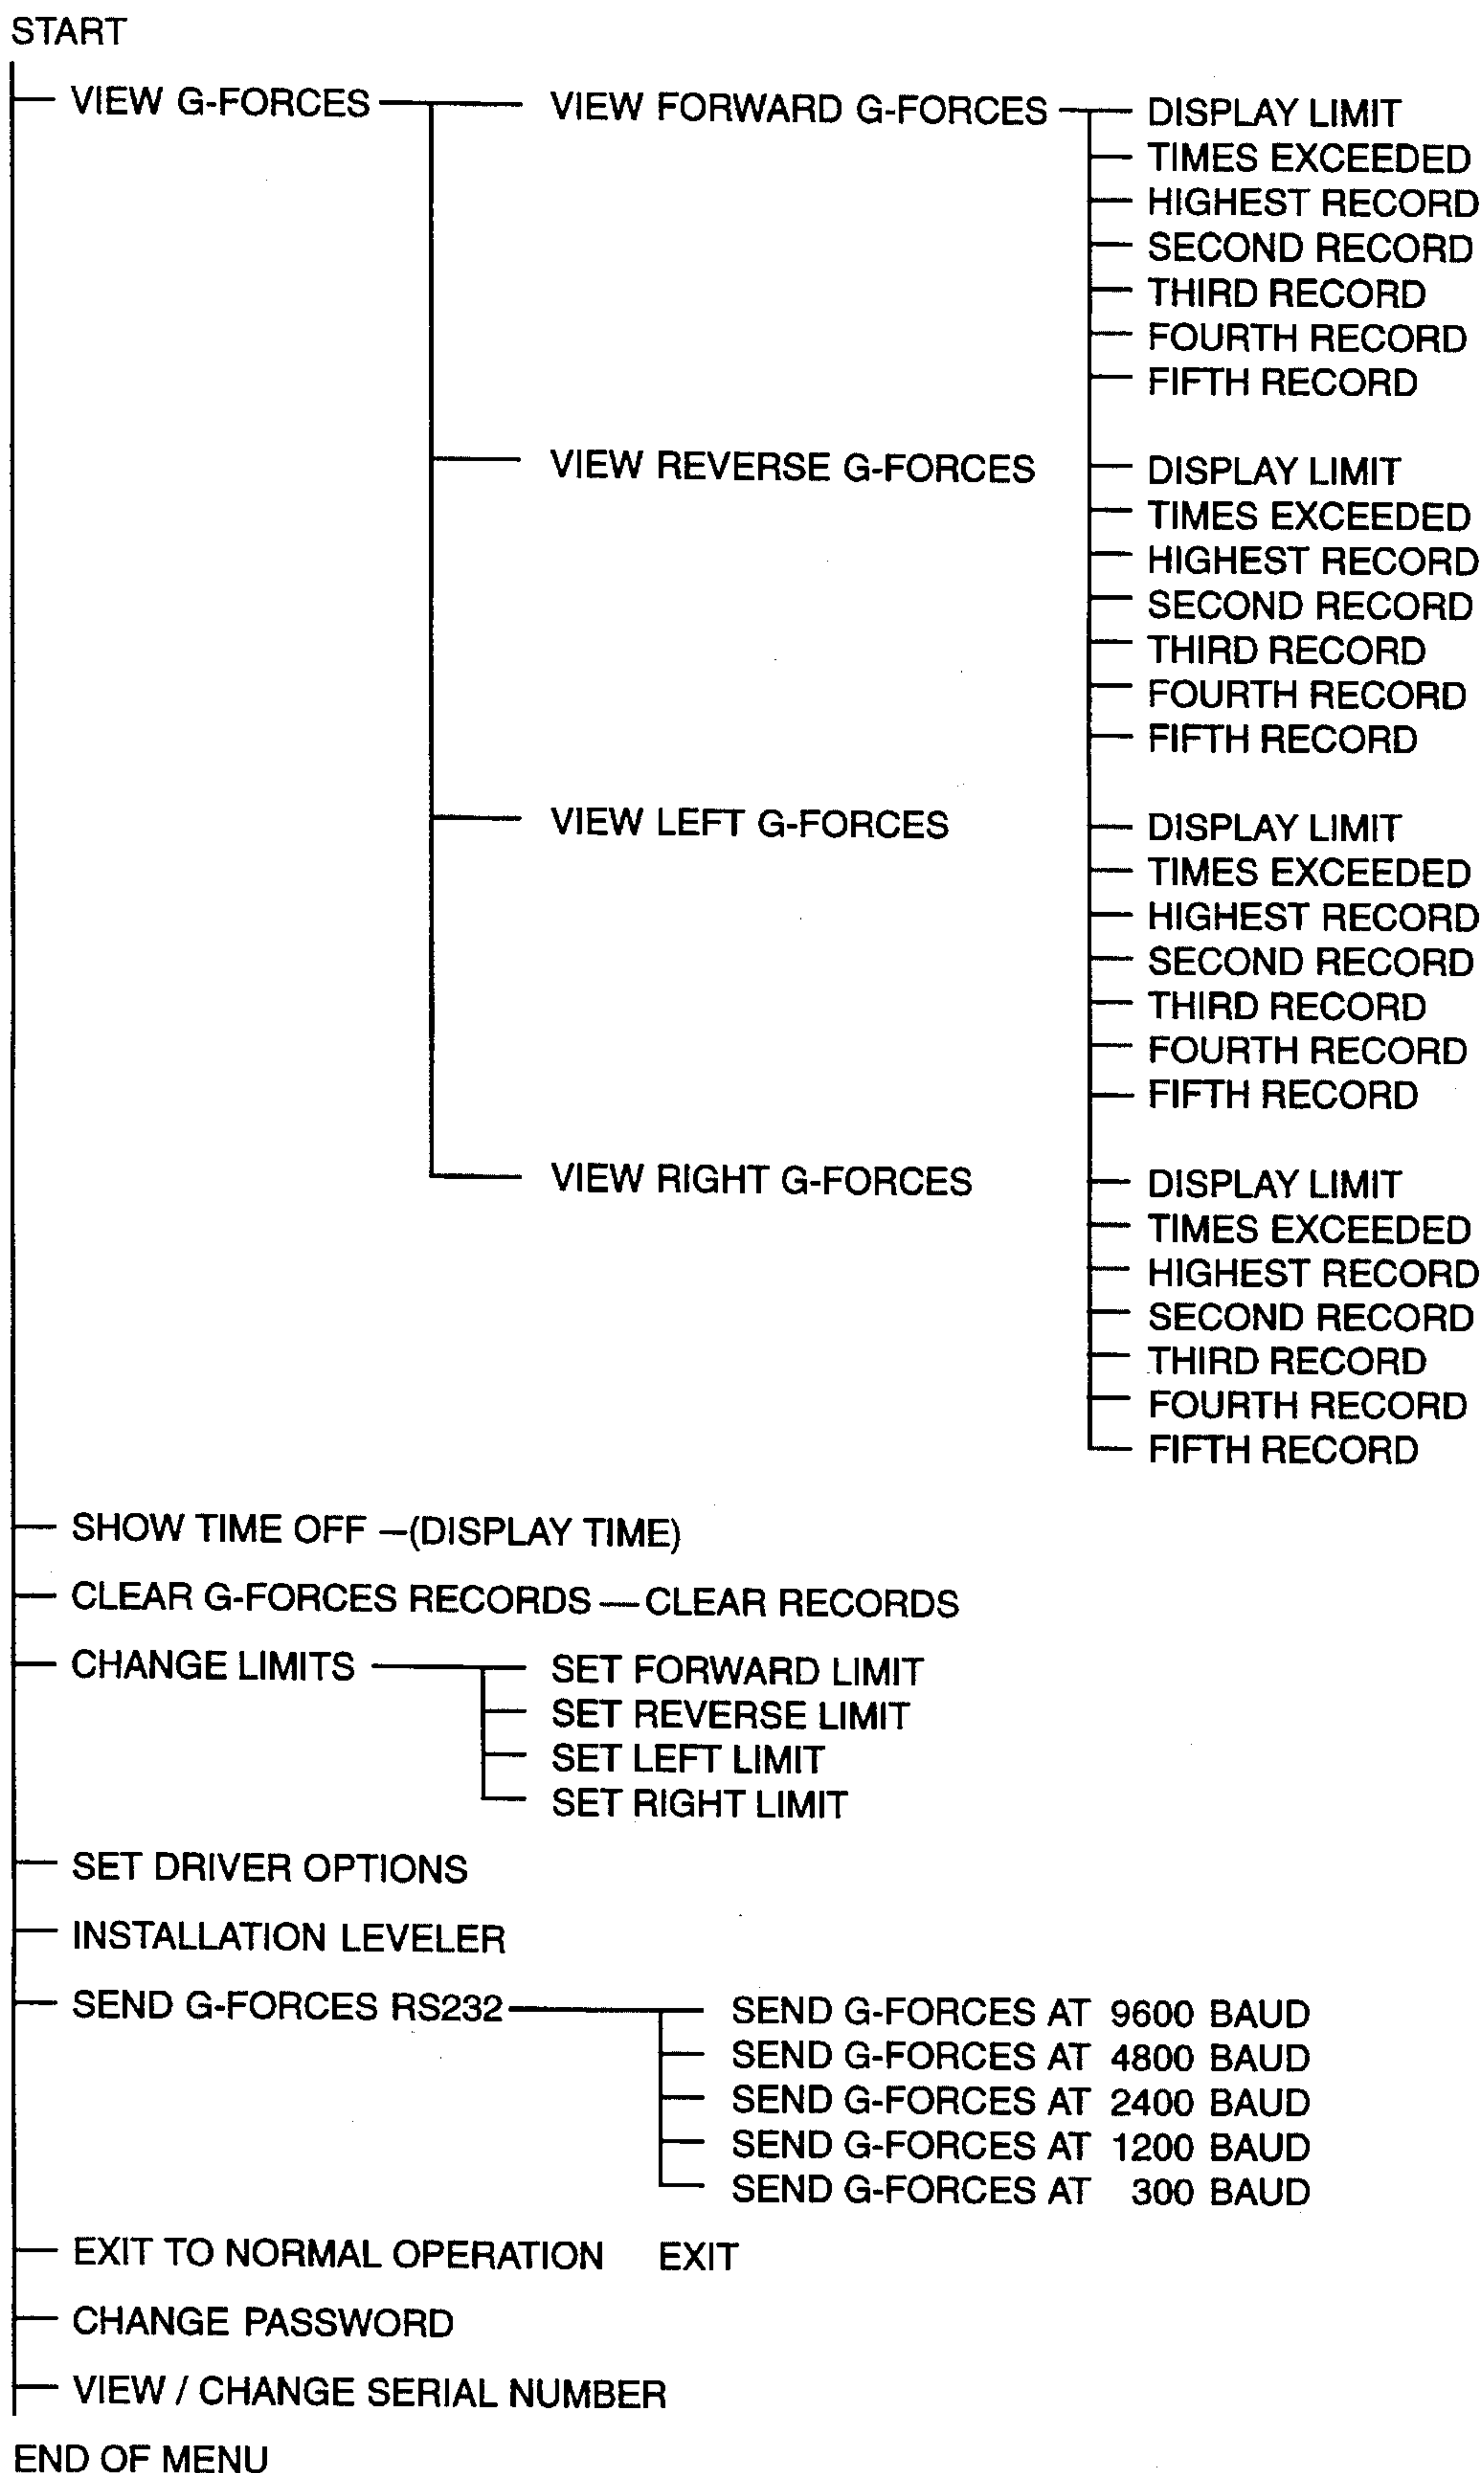 START
VIEW G-FORCES VIEW FORWARD G-FORCES DISPLAY LIMIT
TIMES EXCEEDED
HIGHEST RECORD
SECOND RECORD
THIRD RECORD
FOURTH RECORD
FIFTH RECORD
VIEW REVERSE G-FORCES DISPLAY LIMIT
TIMES EXCEEDED
HIGHEST RECORD
SECOND RECORD
THIRD RECORD
FOURTH RECORD
FIFTH RECORD
VIEW LEFT G-FORCES DISPLAY LIMIT
TIMES EXCEEDED
HIGHEST RECORD
SECOND RECORD
THIRD RECORD
FOURTH RECORD
FIFTH RECORD
VIEW RIGHT G-FORCES DISPLAY LIMIT
TIMES EXCEEDED
HIGHEST RECORD
SECOND RECORD
THIRD RECORD
FOURTH RECORD
FIFTH RECORD
SHOW TIME OFF –(DISPLAY TIME)
CLEAR G-FORCES RECORDS — CLEAR RECORDS
CHANGE LIMITS SET FORWARD LIMIT
SET REVERSE LIMIT
SET LEFT LIMIT
SET RIGHT LIMIT
SET DRIVER OPTIONS
INSTALLATION LEVELER
SEND G-FORCES RS232 SEND G-FORCES AT 9600 BAUD
SEND G-FORCES AT 4800 BAUD
SEND G-FORCES AT 2400 BAUD
SEND G-FORCES AT 1200 BAUD
SEND G-FORCES AT 300 BAUD
EXIT TO NORMAL OPERATION EXIT
CHANGE PASSWORD
VIEW / CHANGE SERIAL NUMBER
END OF MENU